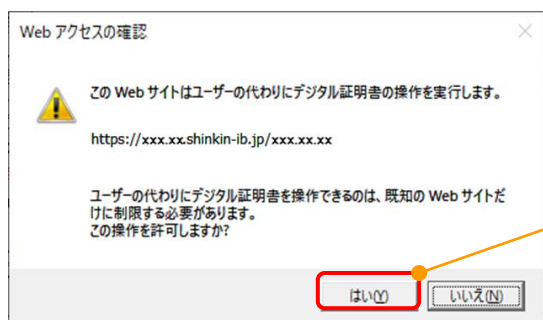 Web アクセスの確認
この Web サイトはユーザーの代わりにデジタル証明書の操作を実行します。
https://xxx.xx.shinkin-ib.jp/xxx.xx.xx
ユーザーの代わりにデジタル証明書を操作できるのは、既知の Web サイトだ
けに制限する必要があります。
この操作を許可しますか?
はい(Y) いいえ(N)